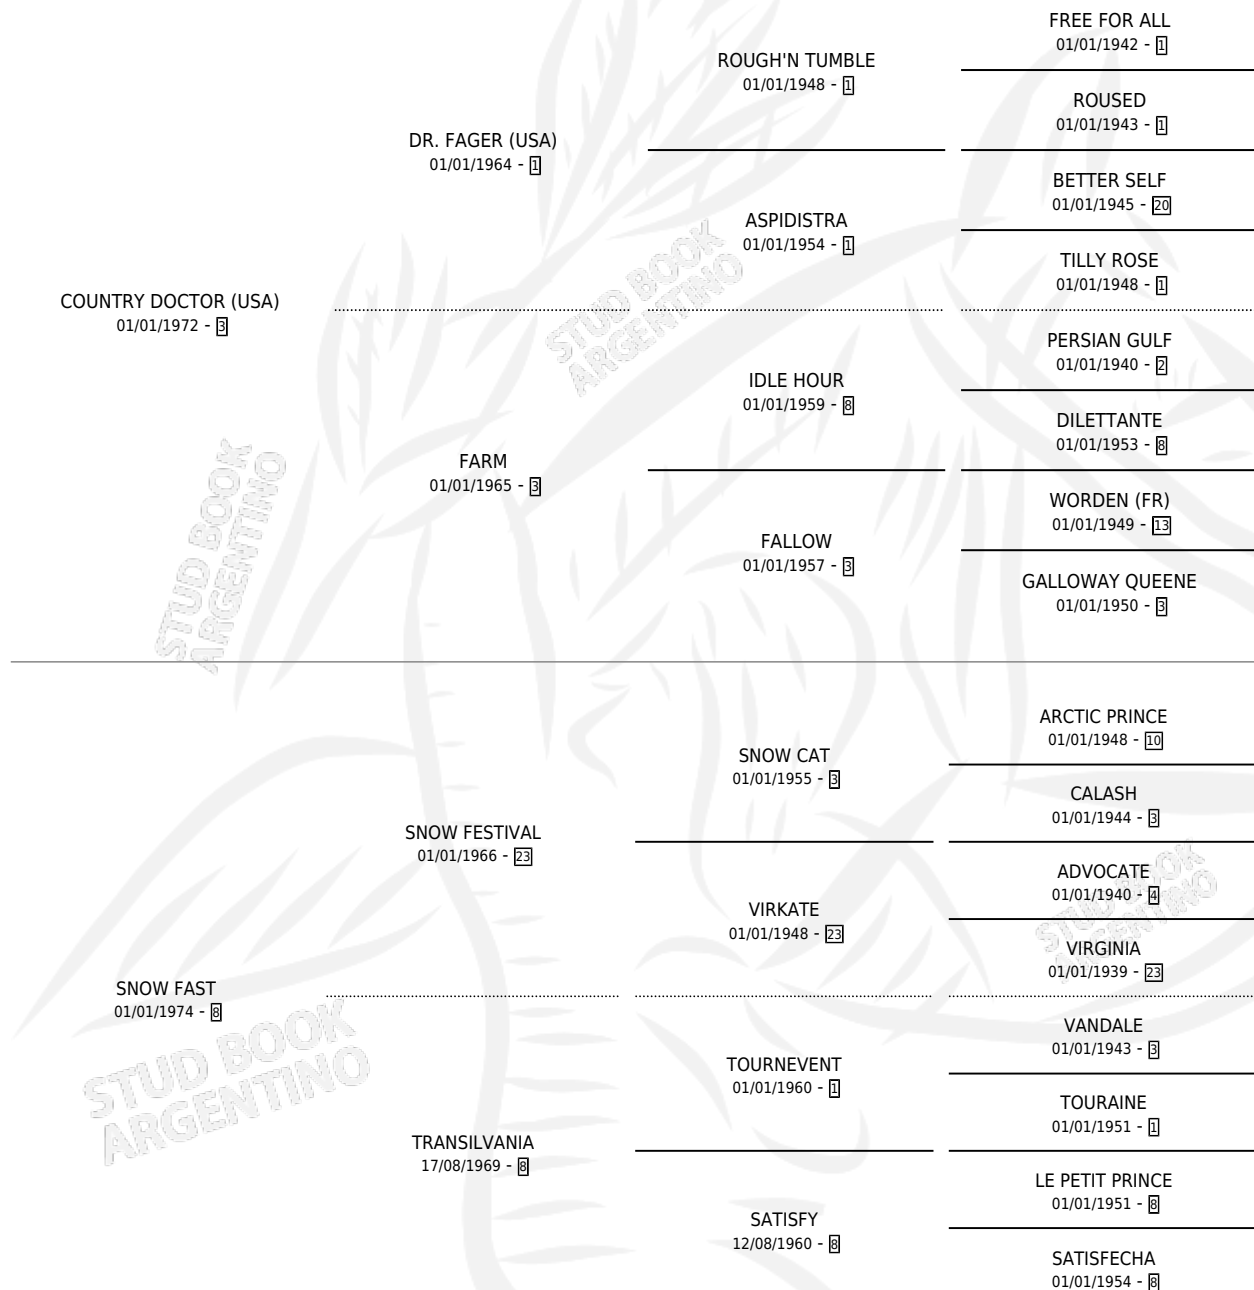 FREE FOR ALL
01/01/1942 - 1
ROUGH'N TUMBLE
01/01/1948 - 1
ROUSED
01/01/1943 - 1
DR. FAGER (USA)
01/01/1964 - 1
BETTER SELF
01/01/1945 - 20
ASPIDISTRA
01/01/1954 - 1
TILLY ROSE
01/01/1948 - 1
COUNTRY DOCTOR (USA)
01/01/1972 - 3
PERSIAN GULF
01/01/1940 - 2
IDLE HOUR
01/01/1959 - 8
DILETTANTE
01/01/1953 - 8
FARM
01/01/1965 - 3
WORDEN (FR)
01/01/1949 - 13
FALLOW
01/01/1957 - 3
GALLOWAY QUEENE
01/01/1950 - 3
ARCTIC PRINCE
01/01/1948 - 10
SNOW CAT
01/01/1955 - 3
CALASH
01/01/1944 - 3
SNOW FESTIVAL
01/01/1966 - 23
ADVOCATE
01/01/1940 - 4
VIRKATE
01/01/1948 - 23
VIRGINIA
01/01/1939 - 23
SNOW FAST
01/01/1974 - 8
VANDALE
01/01/1943 - 3
TOURNEVENT
01/01/1960 - 1
TOURAINE
01/01/1951 - 1
TRANSILVANIA
17/08/1969 - 8
LE PETIT PRINCE
01/01/1951 - 8
SATISFY
12/08/1960 - 8
SATISFECHA
01/01/1954 - 8
STUD BOOK
ARGENTINO
STUD BOOK
ARGENTINO
STUD BOOK
ARGENTINO
STUD BOOK
ARGENTINO